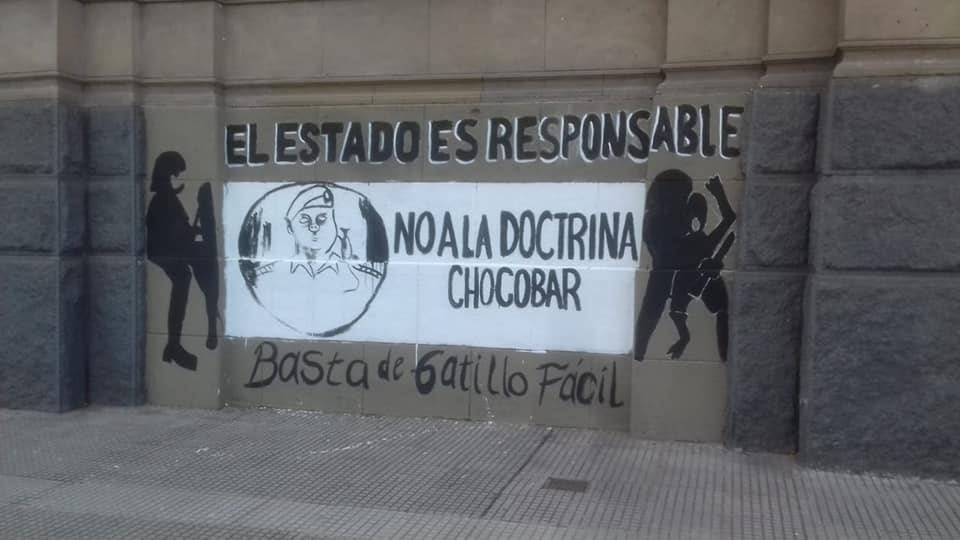 EL ESTADO ES RESPONSABLE
NO A LA DOCTRINA
CHOCOBAR
Basta de Gatillo Fácil